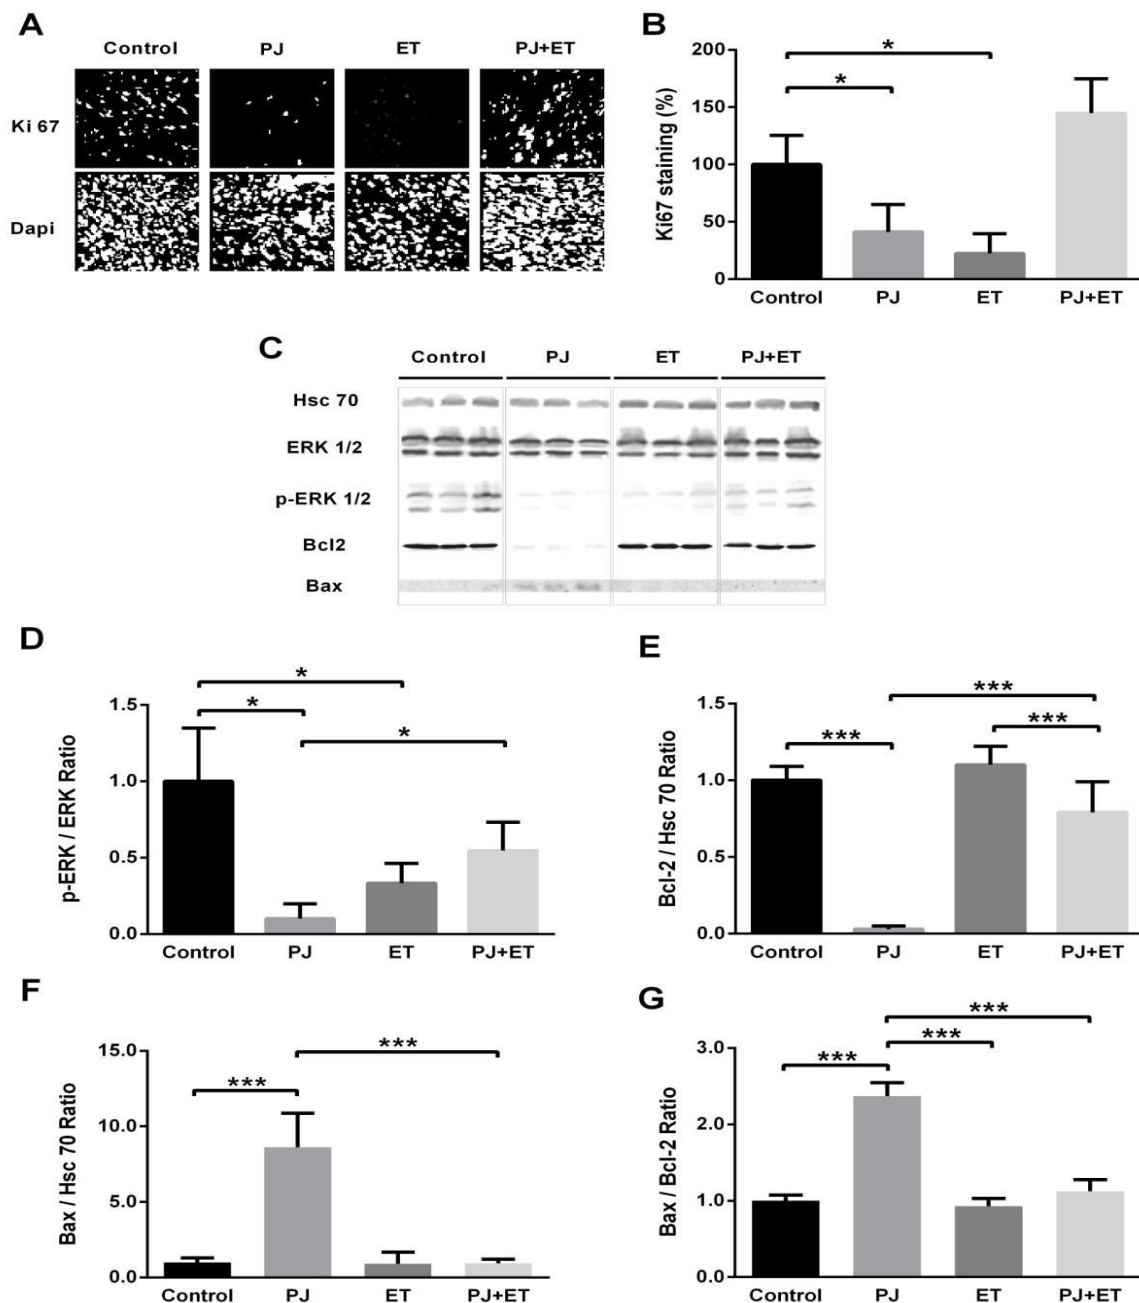 A
Control PJ ET PJ+ET
Ki 67
Dapi
B
Ki67 staining (%)
200
150
100
50
0
* *
Control PJ ET PJ+ET
C
Control PJ ET PJ+ET
Hsc 70
ERK 1/2
p-ERK 1/2
Bcl2
Bax
D
p-ERK / ERK Ratio
1.5
1.0
0.5
0.0
* * *
Control PJ ET PJ+ET
E
Bcl-2 / Hsc 70 Ratio
1.5
1.0
0.5
0.0
*** *** ***
Control PJ ET PJ+ET
F
Bax / Hsc 70 Ratio
15.0
10.0
5.0
0.0
*** ***
Control PJ ET PJ+ET
G
Bax / Bcl-2 Ratio
3.0
2.0
1.0
0.0
*** *** ***
Control PJ ET PJ+ET